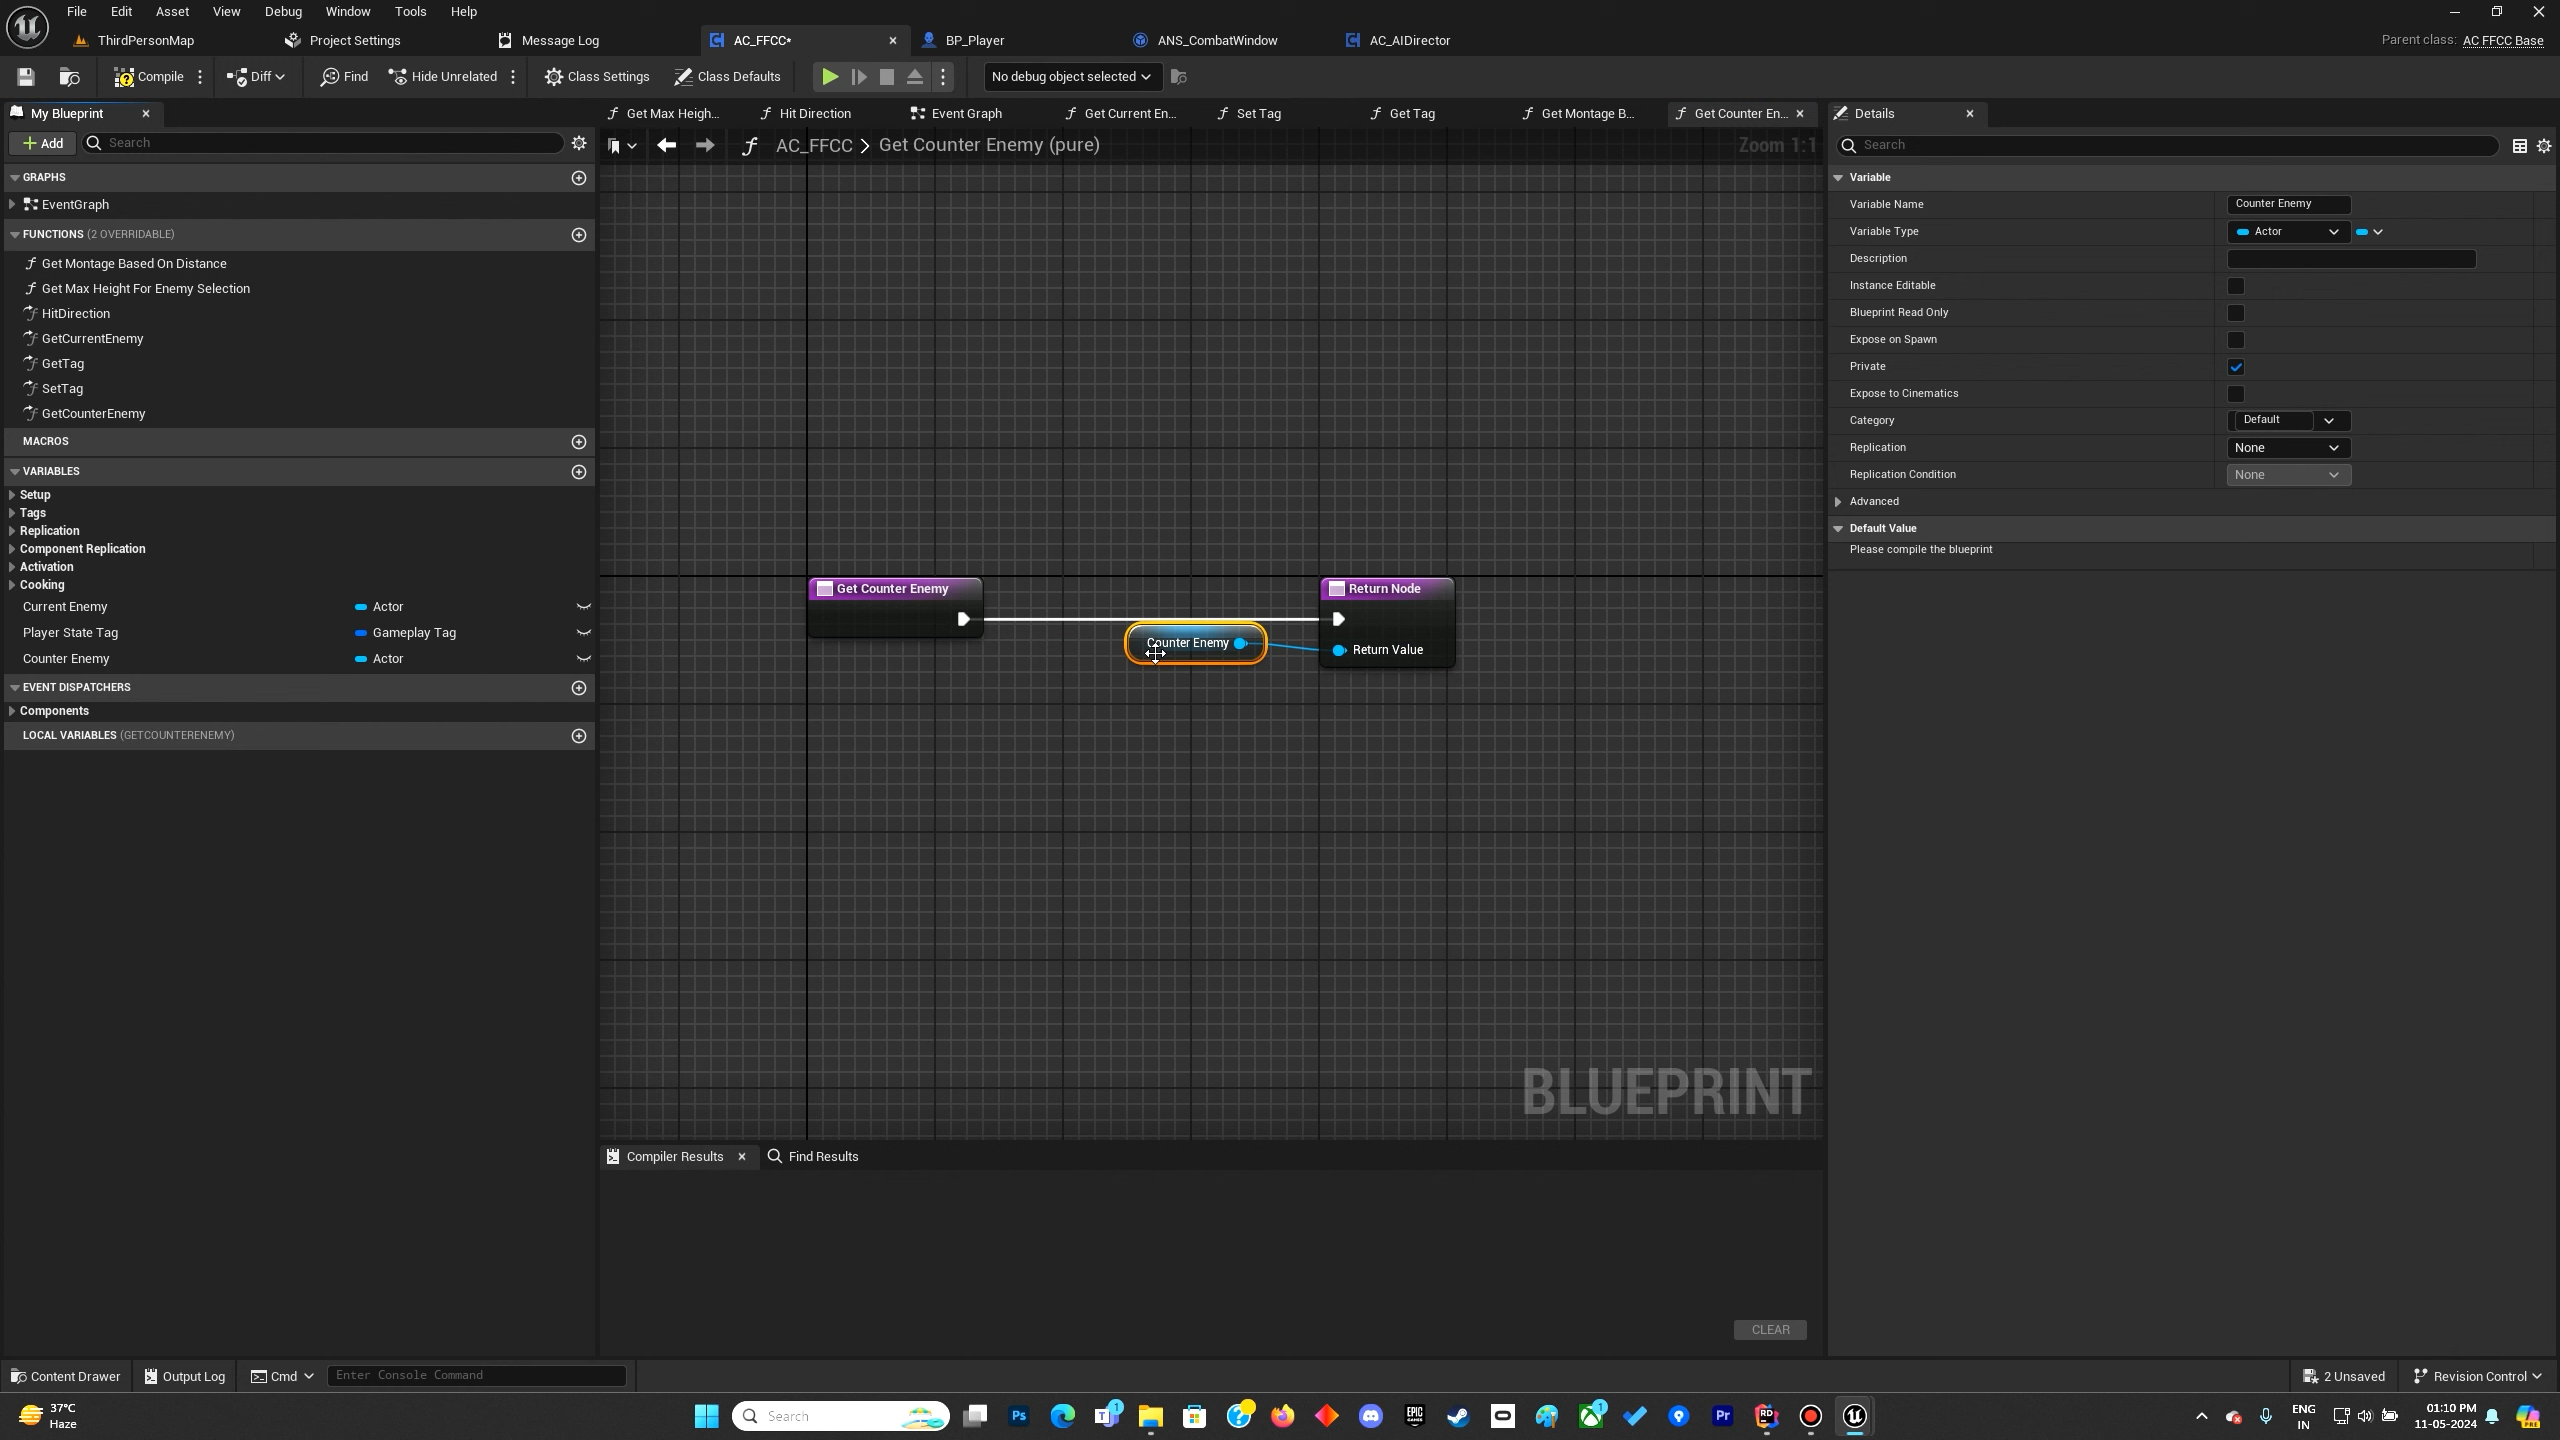 File Edit Asset View Debug Window Tools Help
ThirdPersonMap Project Settings Message Log AC_FFCC* BP_Player ANS_CombatWindow AC_AIDirector Parent class: AC FFCC Base
Compile Diff Find Hide Unrelated Class Settings Class Defaults No debug object selected
My Blueprint
Add Search
GRAPHS
EventGraph
FUNCTIONS (2 OVERRIDABLE)
Get Montage Based On Distance
Get Max Height For Enemy Selection
HitDirection
GetCurrentEnemy
GetTag
SetTag
GetCounterEnemy
MACROS
VARIABLES
Setup
Tags
Replication
Component Replication
Activation
Cooking
Current Enemy Actor
Player State Tag Gameplay Tag
Counter Enemy Actor
EVENT DISPATCHERS
Components
LOCAL VARIABLES (GETCOUNTERENEMY)
Get Max Heigh... Hit Direction Event Graph Get Current En... Set Tag Get Tag Get Montage B... Get Counter En...
AC_FFCC > Get Counter Enemy (pure) Zoom 1:1
Get Counter Enemy
Counter Enemy
Return Node
Return Value
BLUEPRINT
Compiler Results Find Results
CLEAR
Details
Search
Variable
Variable Name Counter Enemy
Variable Type Actor
Description
Instance Editable
Blueprint Read Only
Expose on Spawn
Private
Expose to Cinematics
Category Default
Replication None
Replication Condition None
Advanced
Default Value
Please compile the blueprint
Content Drawer Output Log Cmd Enter Console Command 2 Unsaved Revision Control
37°C
Haze
Search
Ps
1
EPIC GAMES
1
Pr
RD
ENG
IN
01:10 PM
11-05-2024
PRE